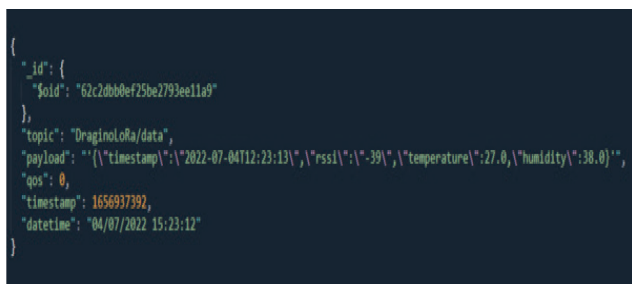 {
"_id": {
"$oid": "62c2dbb0ef25be2793ee11a9"
},
"topic": "DraginoLoRa/data",
"payload": "'{\"timestamp\":\"2022-07-04T12:23:13\",\"rssi\":\"-39\",\"temperature\":27.0,\"humidity\":38.0}'",
"qos": 0,
"timestamp": 1656937392,
"datetime": "04/07/2022 15:23:12"
}